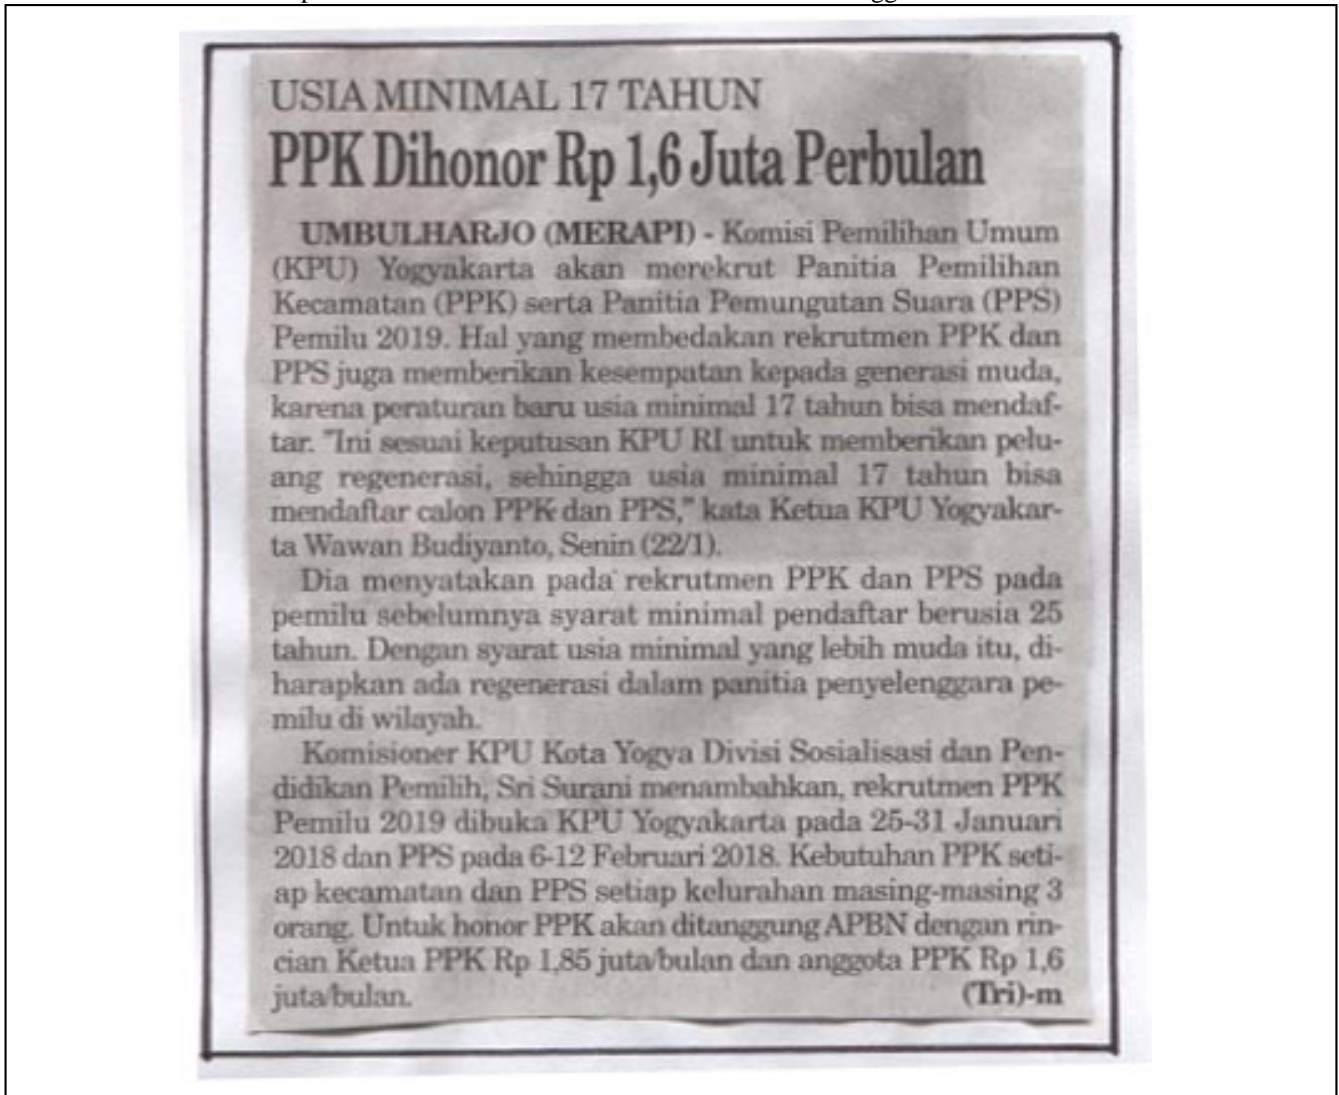 USIA MINIMAL 17 TAHUN
PPK Dihonor Rp 1,6 Juta Perbulan
UMBULHARJO (MERAPI) - Komisi Pemilihan Umum
(KPU) Yogyakarta akan merekrut Panitia Pemilihan
Kecamatan (PPK) serta Panitia Pemungutan Suara (PPS)
Pemilu 2019. Hal yang membedakan rekrutmen PPK dan
PPS juga memberikan kesempatan kepada generasi muda,
karena peraturan baru usia minimal 17 tahun bisa mendaf-
tar. "Ini sesuai keputusan KPU RI untuk memberikan pelu-
ang regenerasi, sehingga usia minimal 17 tahun bisa
mendaftar calon PPK dan PPS," kata Ketua KPU Yogyakar-
ta Wawan Budiyanto, Senin (22/1).
Dia menyatakan pada rekrutmen PPK dan PPS pada
pemilu sebelumnya syarat minimal pendaftar berusia 25
tahun. Dengan syarat usia minimal yang lebih muda itu, di-
harapkan ada regenerasi dalam panitia penyelenggara pe-
milu di wilayah.
Komisioner KPU Kota Yogya Divisi Sosialisasi dan Pen-
didikan Pemilih, Sri Surani menambahkan, rekrutmen PPK
Pemilu 2019 dibuka KPU Yogyakarta pada 25-31 Januari
2018 dan PPS pada 6-12 Februari 2018. Kebutuhan PPK seti-
ap kecamatan dan PPS setiap kelurahan masing-masing 3
orang. Untuk honor PPK akan ditanggung APBN dengan rin-
cian Ketua PPK Rp 1,85 juta/bulan dan anggota PPK Rp 1,6
juta/bulan. (Tri)-m